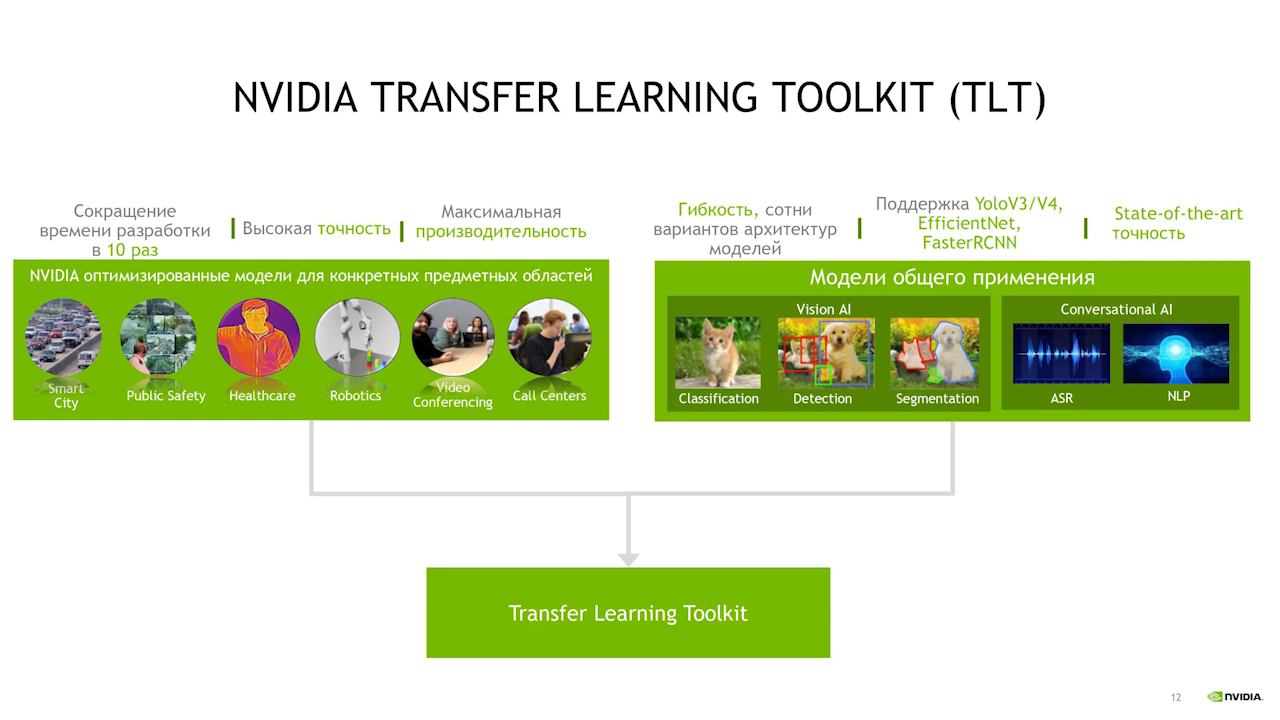 NVIDIA TRANSFER LEARNING TOOLKIT (TLT)
Сокращение
времени разработки
в 10 раз
Высокая точность
Максимальная
производительность
NVIDIA оптимизированные модели для конкретных предметных областей
Smart
City
Public Safety
Healthcare
Robotics
Video
Conferencing
Call Centers
Гибкость, сотни
вариантов архитектур
моделей
Поддержка YoloV3/V4,
EfficientNet,
FasterRCNN
State-of-the-art
точность
Модели общего применения
Vision AI
Classification
Detection
Segmentation
Conversational AI
ASR
NLP
Transfer Learning Toolkit
12
NVIDIA.